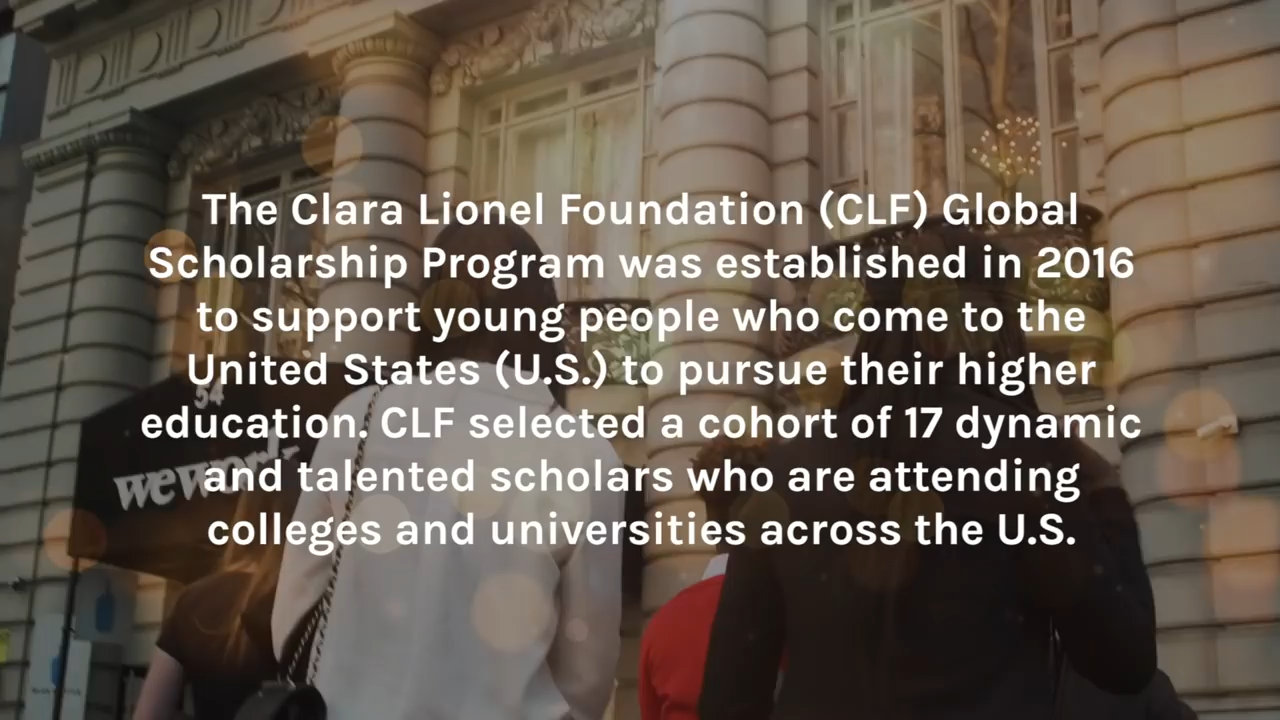 The Clara Lionel Foundation (CLF) Global
Scholarship Program was established in 2016
to support young people who come to the
United States (U.S.) to pursue their higher
education. CLF selected a cohort of 17 dynamic
and talented scholars who are attending
colleges and universities across the U.S.
54
wework